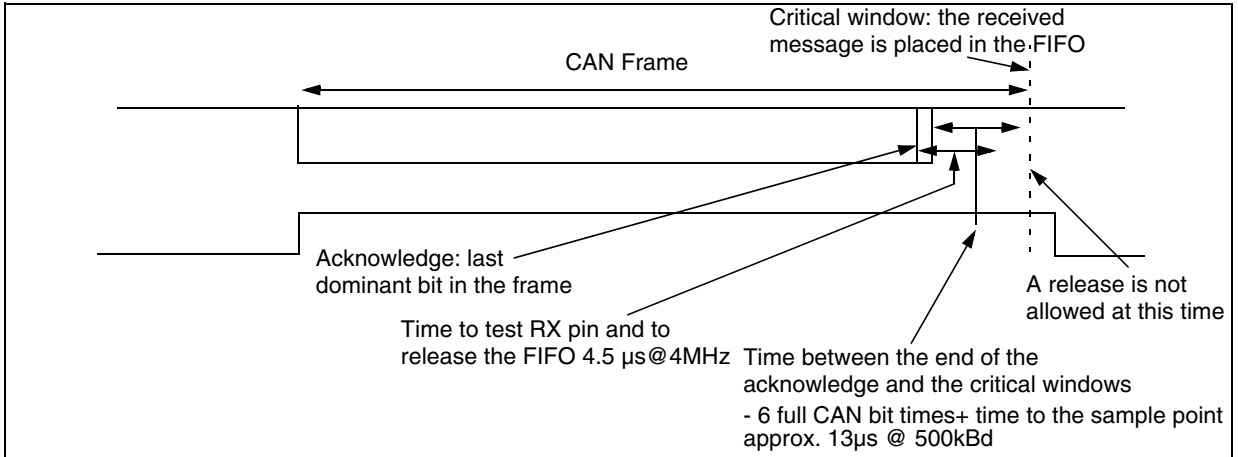 Critical window: the received
message is placed in the FIFO
CAN Frame
Acknowledge: last
dominant bit in the frame
A release is not
allowed at this time
Time to test RX pin and to
release the FIFO 4.5 µs@4MHz
Time between the end of the
acknowledge and the critical windows
- 6 full CAN bit times+ time to the sample point
approx. 13µs @ 500kBd